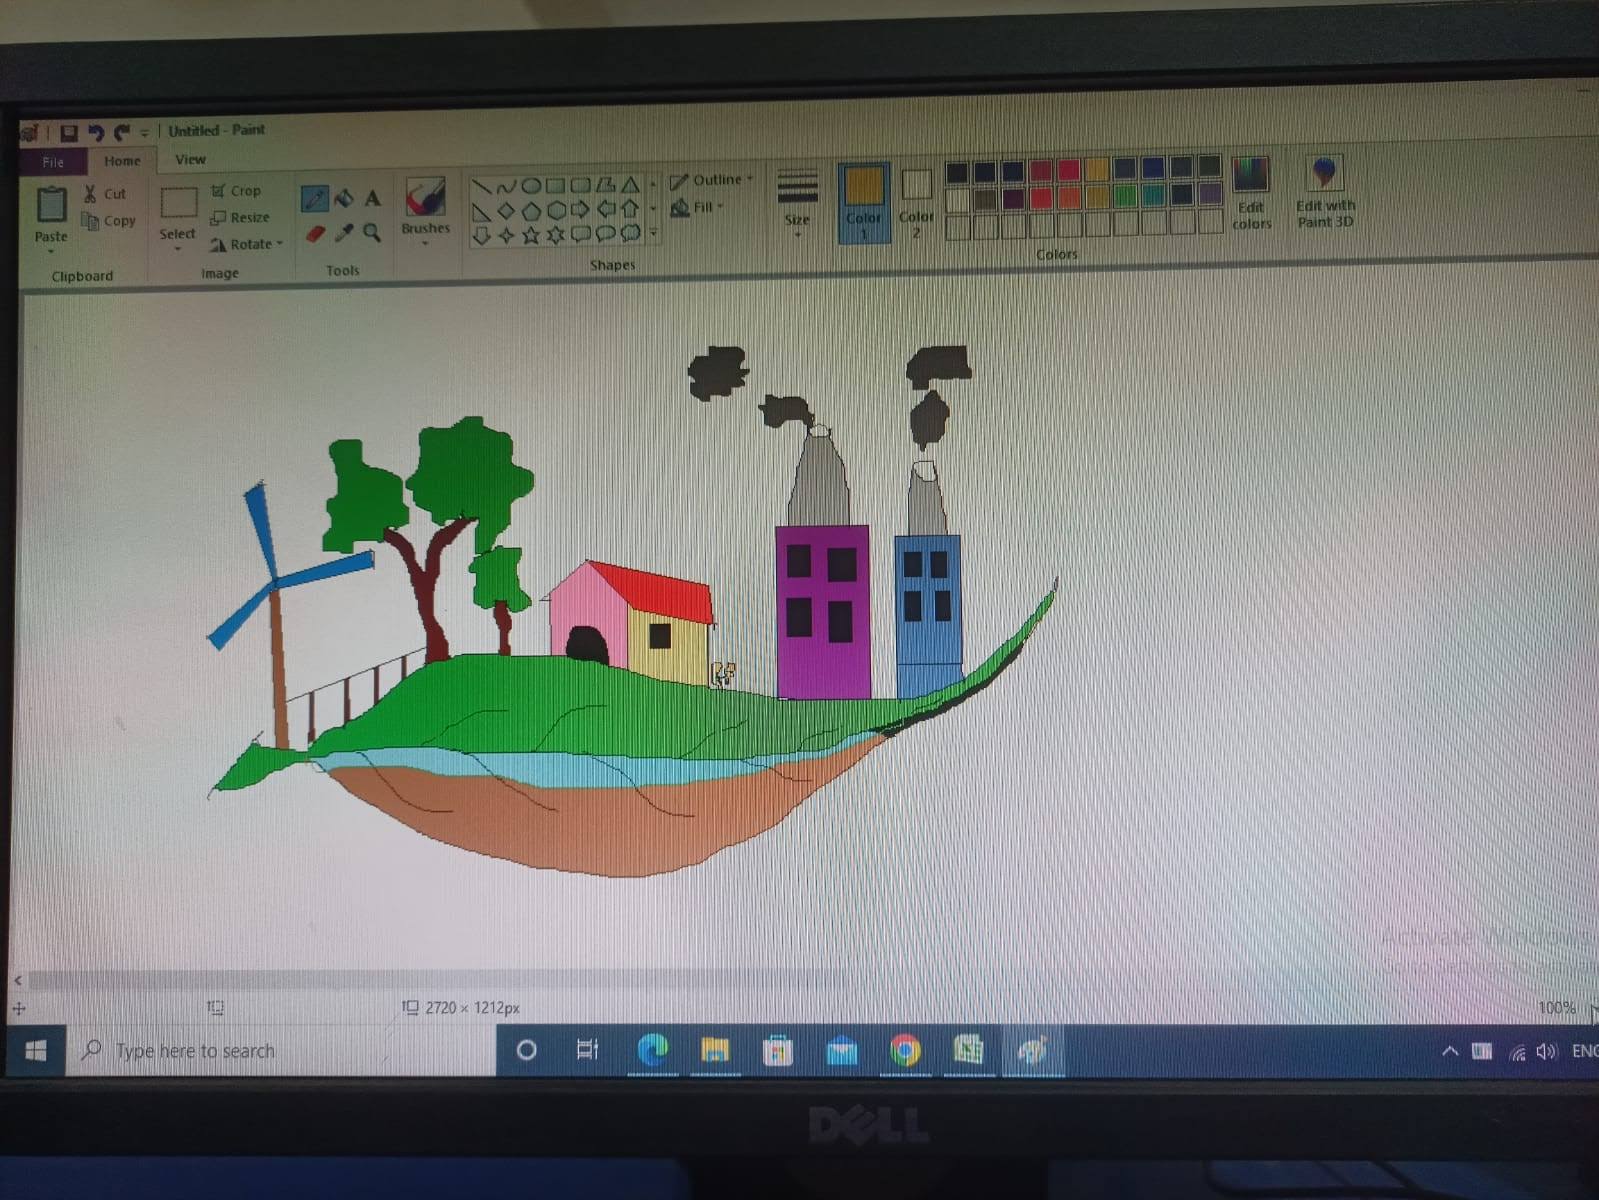 Untitled - Paint
File Home View
Paste
Cut
Copy
Clipboard
Select
Crop
Resize
Rotate
Image
A
Tools
Brushes
Outline
Fill
Shapes
Size
Color 1
Color 2
Edit colors
Edit with Paint 3D
Colors
Activate Windows
2720 × 1212px
100%
Type here to search
ENG
DELL